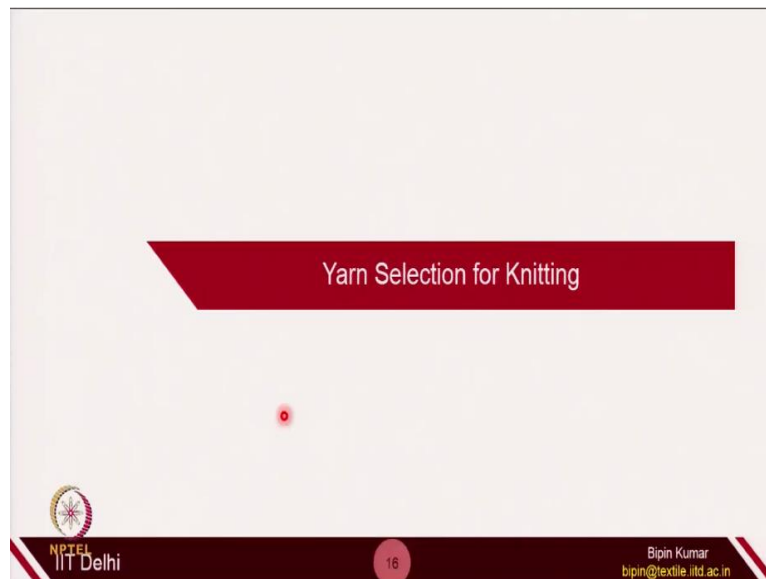 Yarn Selection for Knitting
NPTEL
IIT Delhi
16
Bipin Kumar
bipin@textile.iitd.ac.in